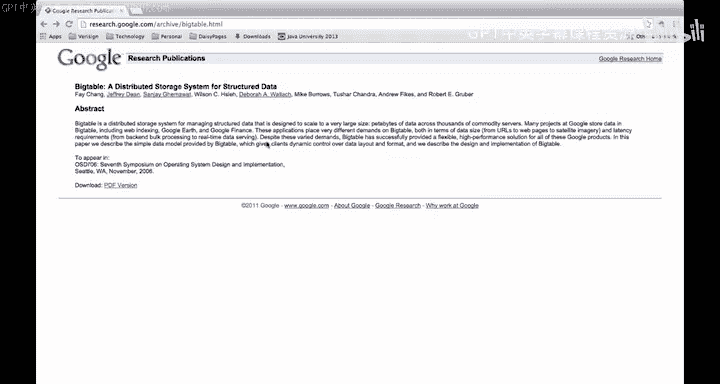 Google Research Publicat
research.google.com/archive/bigtable.html
Apps Verisign Technology Personal DaisyPages Downloads Java University 2013
Google Research Publications
Google Research Home
Bigtable: A Distributed Storage System for Structured Data
Fay Chang, Jeffrey Dean, Sanjay Ghemawat, Wilson C. Hsieh, Deborah A. Wallach, Mike Burrows, Tushar Chandra, Andrew Fikes, and Robert E. Gruber
Abstract
Bigtable is a distributed storage system for managing structured data that is designed to scale to a very large size: petabytes of data across thousands of commodity servers. Many projects at Google store data in
Bigtable, including web indexing, Google Earth, and Google Finance. These applications place very different demands on Bigtable, both in terms of data size (from URLs to web pages to satellite imagery) and latency
requirements (from backend bulk processing to real-time data serving). Despite these varied demands, Bigtable has successfully provided a flexible, high-performance solution for all of these Google products. In this
paper we describe the simple data model provided by Bigtable, which gives clients dynamic control over data layout and format, and we describe the design and implementation of Bigtable.
To appear in:
OSDI'06: Seventh Symposium on Operating System Design and Implementation,
Seattle, WA, November, 2006.
Download: PDF Version
©2011 Google - www.google.com - About Google - Google Research - Why work at Google